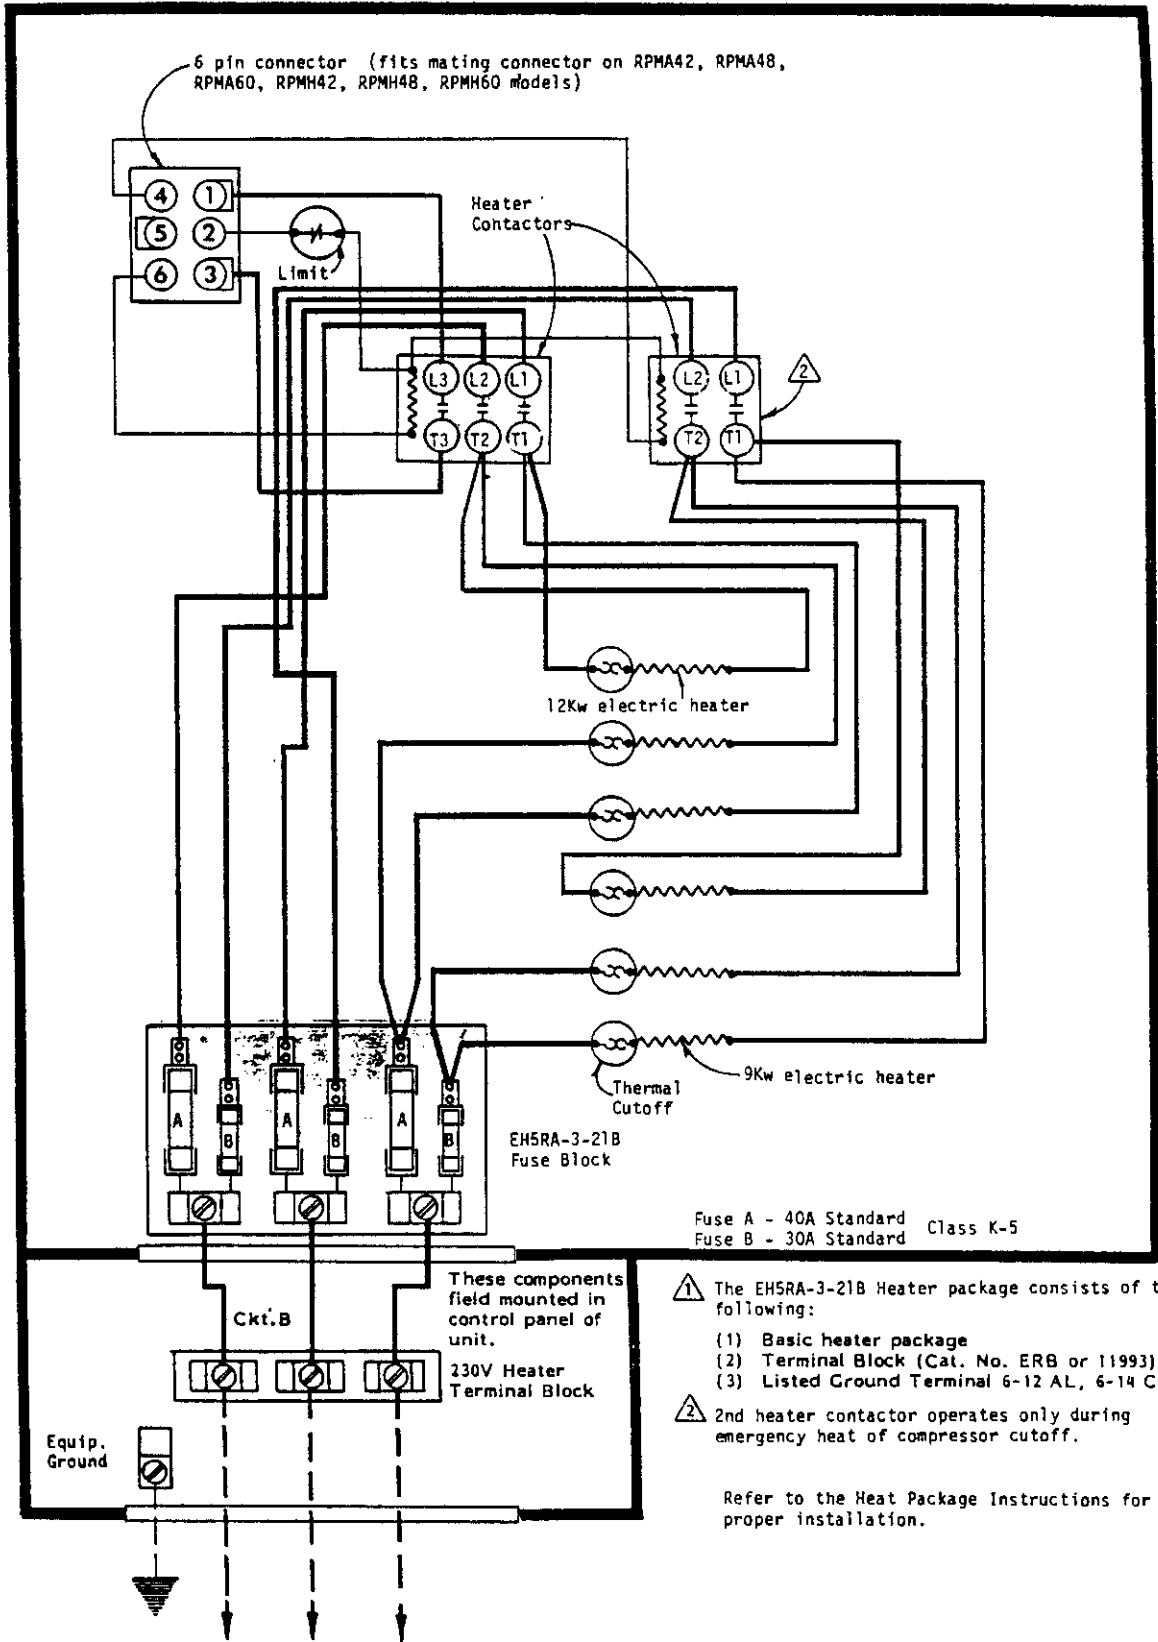 6 pin connector (fits mating connector on RPMA42, RPMA48,
RPMA60, RPMH42, RPMH48, RPMH60 models)
4 1
5 2
6 3
Limit
Heater
Contactors
L3 L2 L1
T3 T2 T1
L2 L1
T2 T1
2
12Kw electric heater
9Kw electric heater
Thermal
Cutoff
A B A B A B
EH5RA-3-21B
Fuse Block
Fuse A - 40A Standard
Fuse B - 30A Standard
Class K-5
These components
field mounted in
control panel of
unit.
Ckt.B
230V Heater
Terminal Block
Equip.
Ground
1 The EH5RA-3-21B Heater package consists of t
following:
(1) Basic heater package
(2) Terminal Block (Cat. No. ERB or 11993)
(3) Listed Ground Terminal 6-12 AL, 6-14 C
2 2nd heater contactor operates only during
emergency heat of compressor cutoff.
Refer to the Heat Package Instructions for
proper installation.